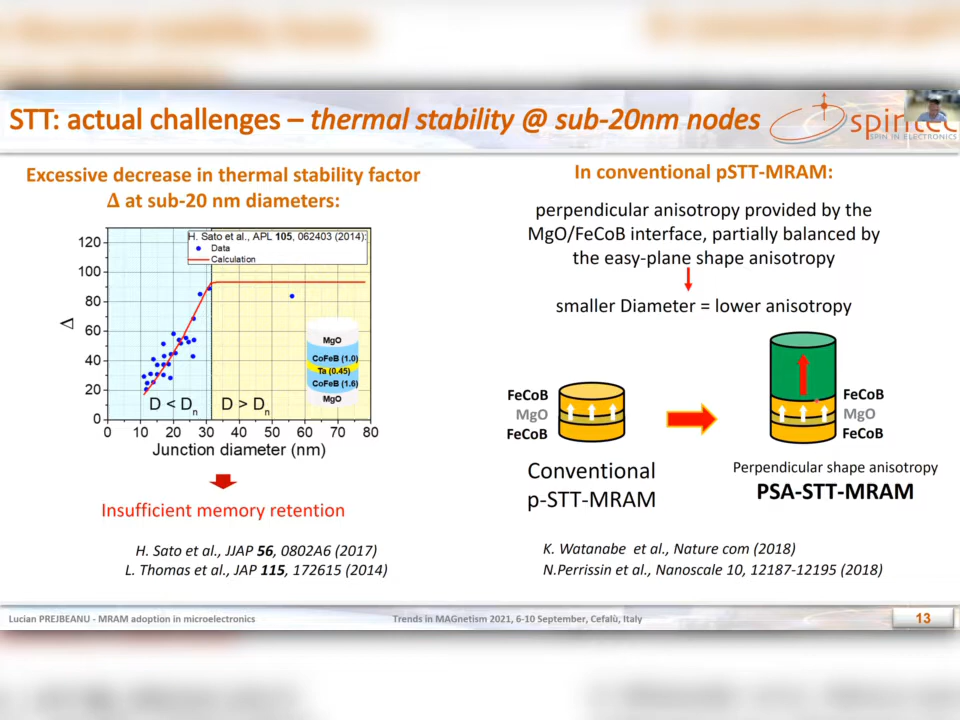 STT: actual challenges – thermal stability @ sub-20nm nodes
spintec
SPIN IN ELECTRONICS
Excessive decrease in thermal stability factor
Δ at sub-20 nm diameters:
H. Sato et al., APL 105, 062403 (2014):
Data
Calculation
120
100
80
60
40
20
0
Δ
MgO
CoFeB (1.0)
Ta (0.45)
CoFeB (1.6)
MgO
D < Dn
D > Dn
0 10 20 30 40 50 60 70 80
Junction diameter (nm)
Insufficient memory retention
H. Sato et al., JJAP 56, 0802A6 (2017)
L. Thomas et al., JAP 115, 172615 (2014)
In conventional pSTT-MRAM:
perpendicular anisotropy provided by the
MgO/FeCoB interface, partially balanced by
the easy-plane shape anisotropy
smaller Diameter = lower anisotropy
FeCoB
MgO
FeCoB
Conventional
p-STT-MRAM
FeCoB
MgO
FeCoB
Perpendicular shape anisotropy
PSA-STT-MRAM
K. Watanabe et al., Nature com (2018)
N.Perrissin et al., Nanoscale 10, 12187-12195 (2018)
Lucian PREJBEANU - MRAM adoption in microelectronics
Trends in MAGnetism 2021, 6-10 September, Cefalù, Italy
13